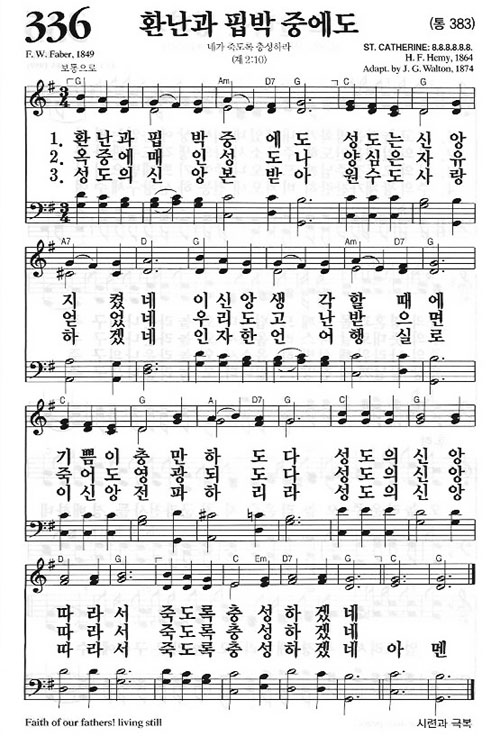 336
환난과 핍박 중에도
(통 383)
F. W. Faber, 1849
네가 죽도록 충성하라
(계 2:10)
ST. CATHERINE: 8.8.8.8.8.8.
H. F. Hemy, 1864
Adapt. by J. G. Walton, 1874
보통으로
G Am D7 G
1. 환 난 과 핍 박 중 에 도 성 도 는 신 앙
2. 옥 중 에 매 인 성 도 나 양 심 은 자 유
3. 성 도 의 신 앙 본 받 아 원 수 도 사 랑
A7 D G Am D7 G
지 켰 네 이 신 앙 생 각 할 때 에
얻 었 네 우 리 도 고 난 받 으 면
하 겠 네 인 자 한 언 어 행 실 로
C G Am D7 G C G
기 쁨 이 충 만 하 도 다 성 도 의 신 앙
죽 어 도 영 광 되 도 다 성 도 의 신 앙
이 신 앙 전 파 하 리 라 성 도 의 신 앙
D G C Em D7 G C G
따 라 서 죽 도 록 충 성 하 겠 네
따 라 서 죽 도 록 충 성 하 겠 네
따 라 서 죽 도 록 충 성 하 겠 네 아 멘
Faith of our fathers! living still
시련과 극복